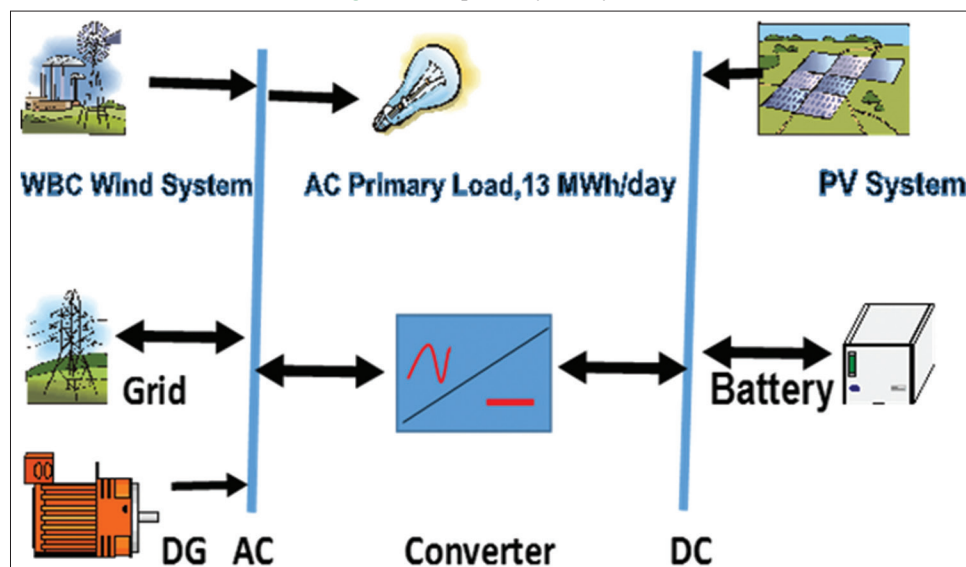 WBC Wind System
AC Primary Load,13 MWh/day
PV System
Grid
Battery
DG
AC
Converter
DC